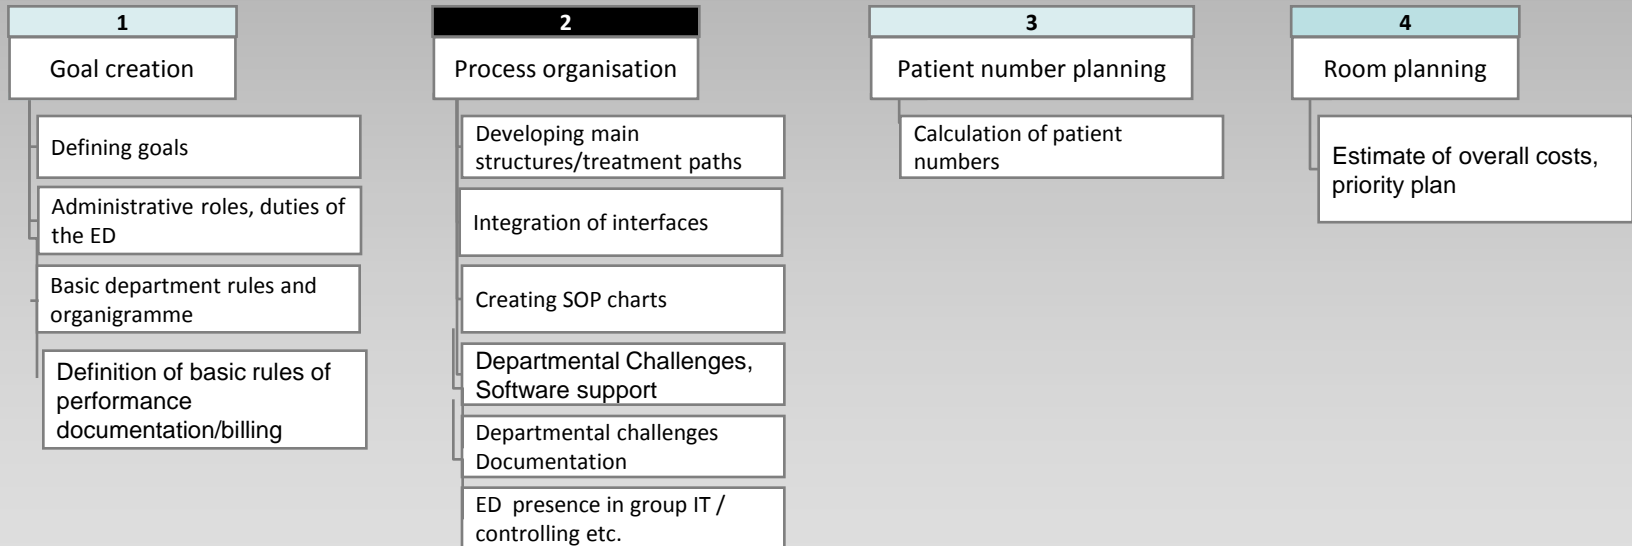 1
Goal creation
Defining goals
Administrative roles, duties of
the ED
Basic department rules and
organigramme
Definition of basic rules of
performance
documentation/billing
2
Process organisation
Developing main
structures/treatment paths
Integration of interfaces
Creating SOP charts
Departmental Challenges,
Software support
Departmental challenges
Documentation
ED  presence in group IT /
controlling etc.
3
Patient number planning
Calculation of patient
numbers
4
Room planning
Estimate of overall costs,
priority plan